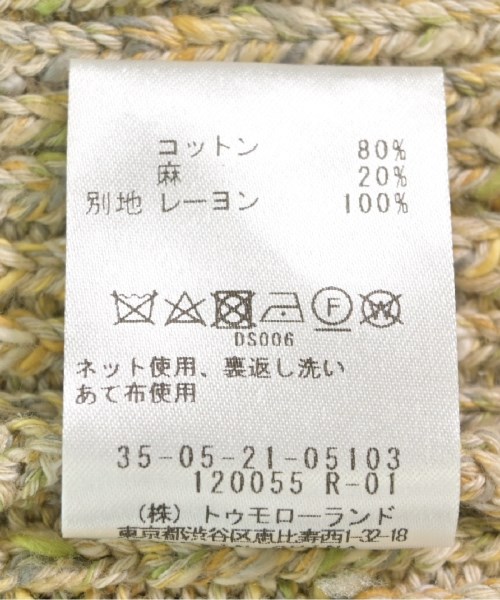 コットン 80%
麻 20%
別地 レーヨン 100%
F W
DS006
ネット使用、裏返し洗い
あて布使用
35-05-21-05103
120055 R-01
(株) トゥモローランド
東京都渋谷区恵比寿西1-32-18